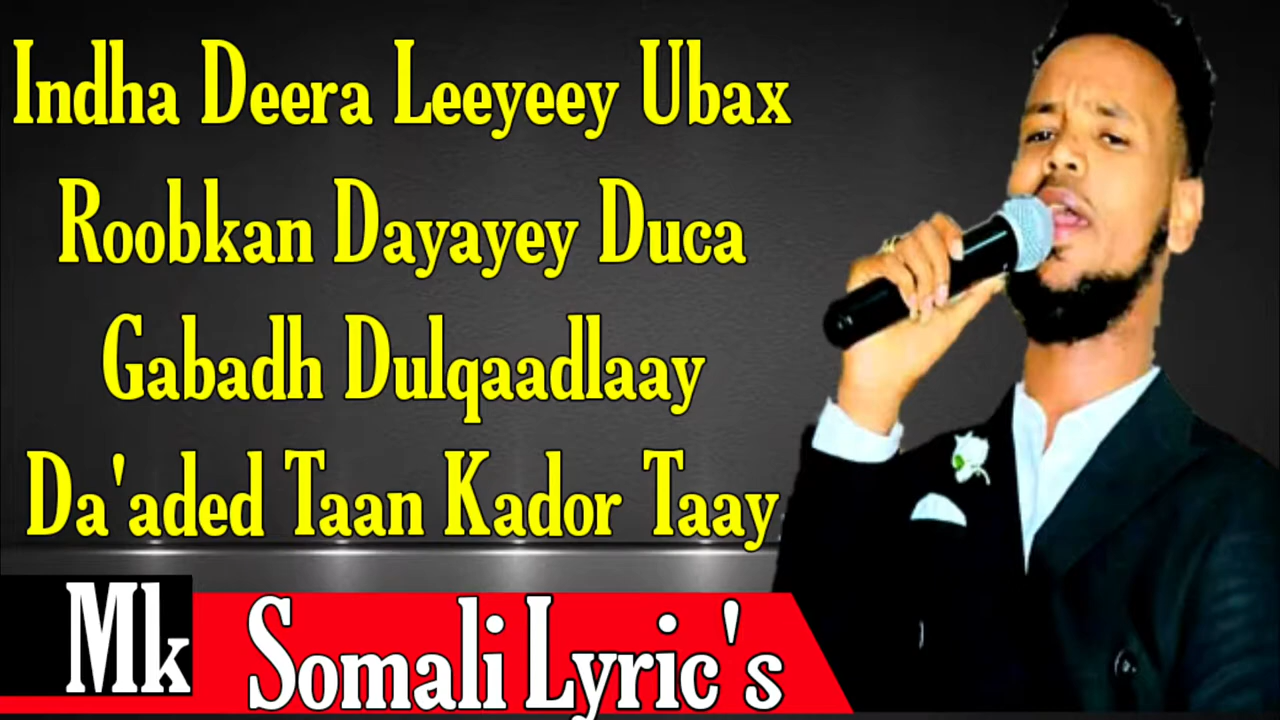 Indha Deera Leeyeey Ubax
Roobkan Dayayey Duca
Gabadh Dulqaadlaay
Da'aded Taan Kador Taay
Mk Somali Lyric's